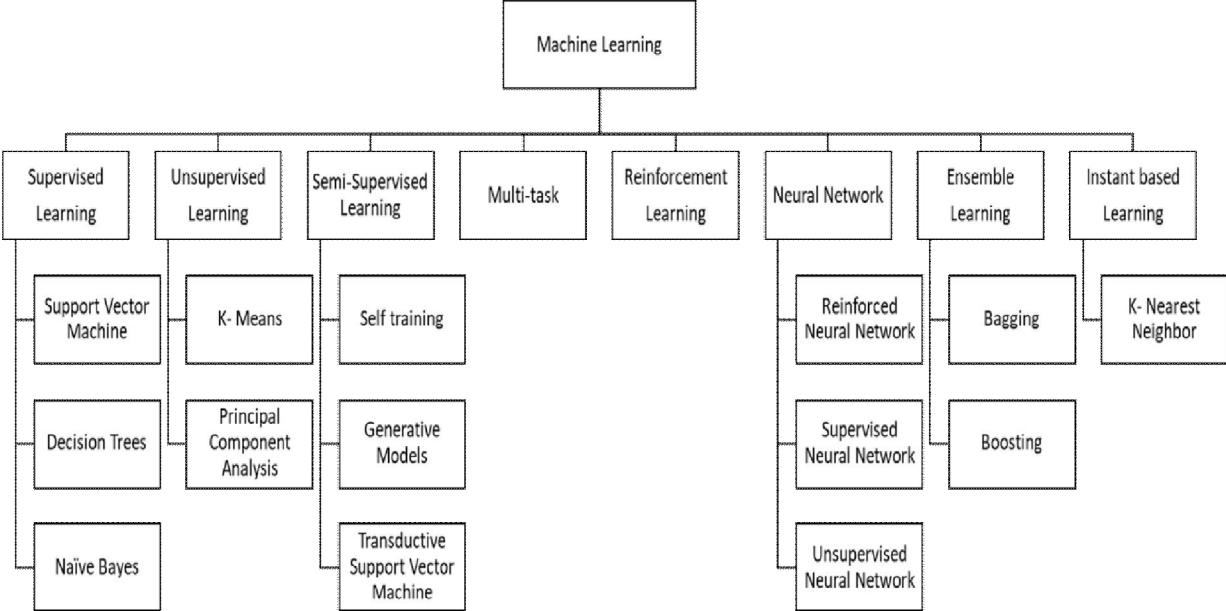 Machine Learning
Supervised
Learning
Unsupervised
Learning
Semi-Supervised
Learning
Multi-task
Reinforcement
Learning
Neural Network
Ensemble
Learning
Instant based
Learning
Support Vector
Machine
K- Means
Self training
Reinforced
Neural Network
Bagging
K- Nearest
Neighbor
Decision Trees
Principal
Component
Analysis
Generative
Models
Supervised
Neural Network
Boosting
Naïve Bayes
Transductive
Support Vector
Machine
Unsupervised
Neural Network